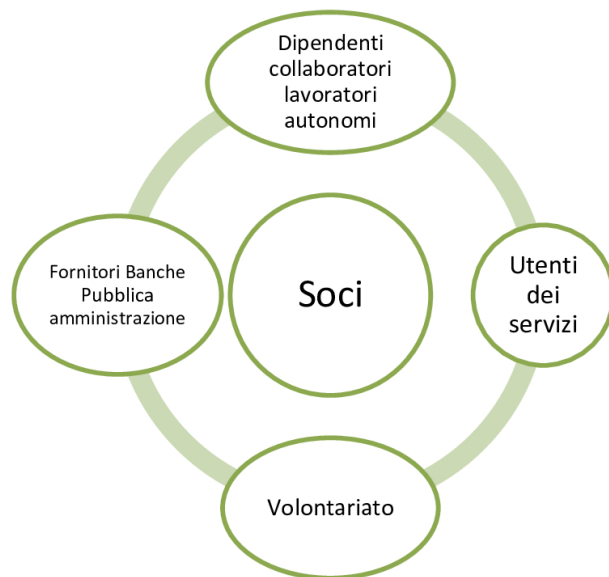 Dipendenti
collaboratori
lavoratori
autonomi
Fornitori Banche
Pubblica
amministrazione
Soci
Utenti
dei
servizi
Volontariato